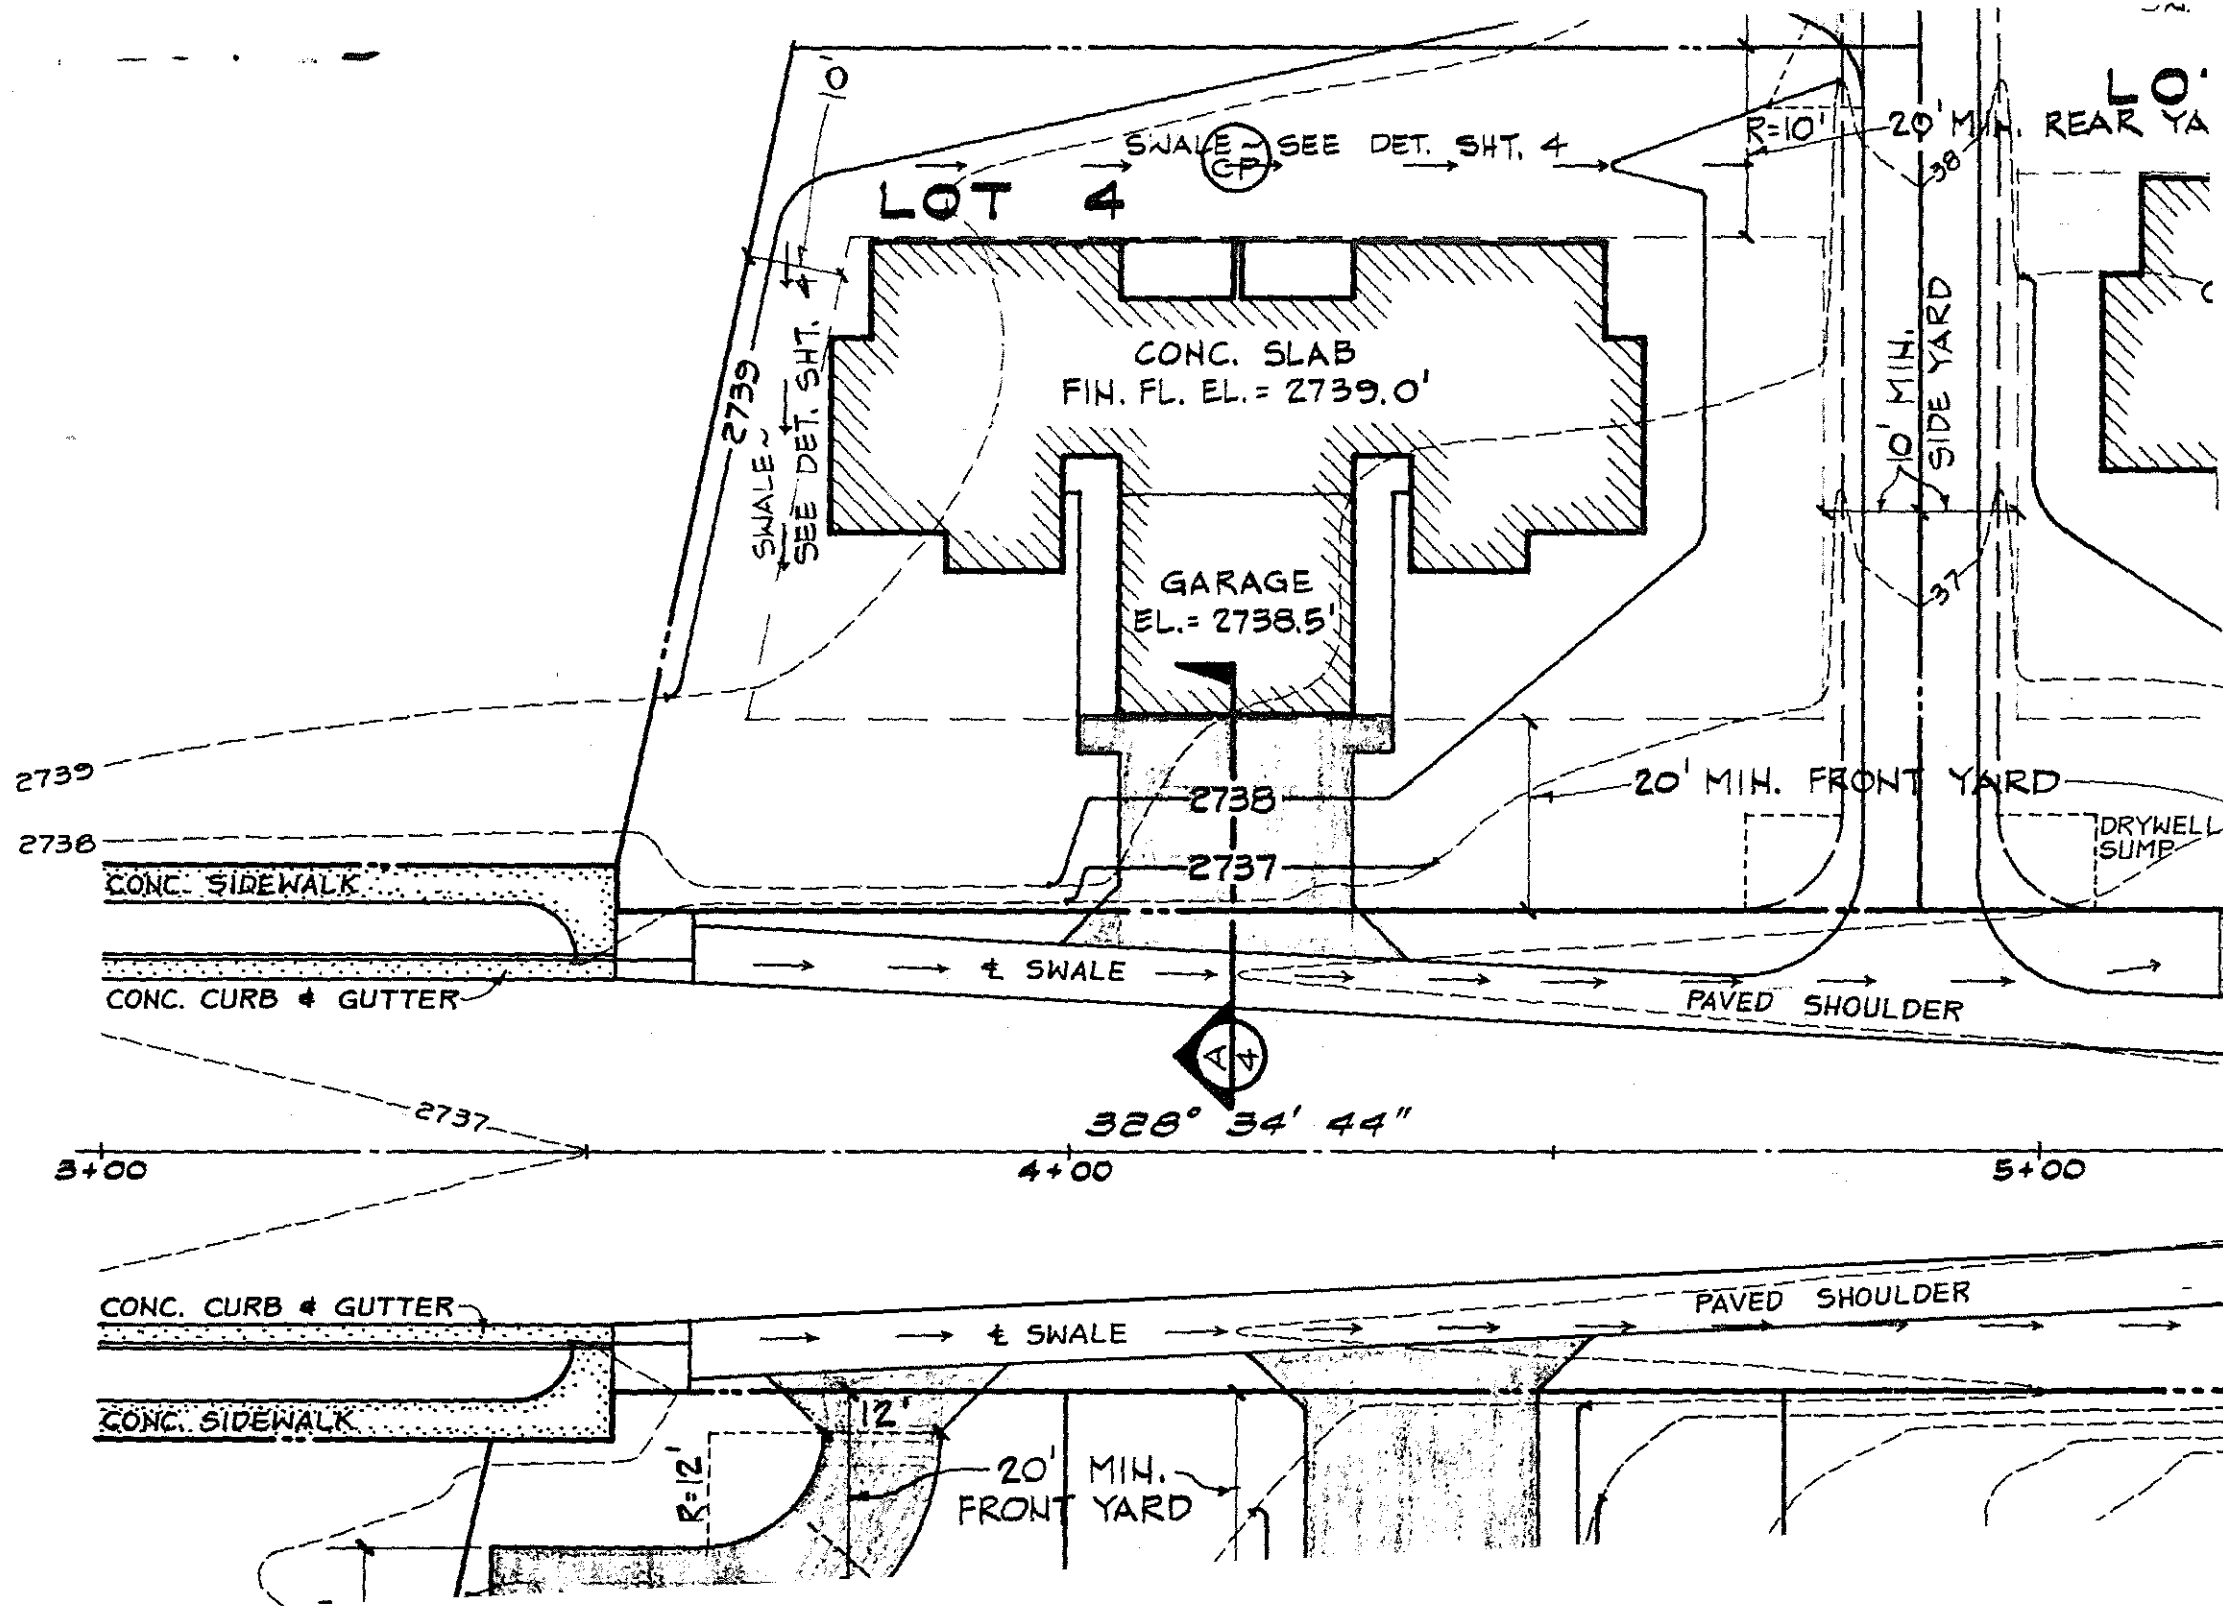 10'
LOT 4
SWALE ~ SEE DET. SHT. 4
CP
R=10'
20' MIN. REAR YA
LO
38
2739
SWALE ~
SEE DET. SHT. 4
CONC. SLAB
FIN. FL. EL. = 2739.0'
10' MIN.
SIDE YARD
37
GARAGE
EL. = 2738.5'
2739
2738
2738
2737
20' MIN. FRONT YARD
DRYWELL
SUMP
CONC. SIDEWALK
CONC. CURB & GUTTER
℄ SWALE
PAVED SHOULDER
A
4
2737
328° 34' 44"
3+00
4+00
5+00
CONC. CURB & GUTTER
℄ SWALE
PAVED SHOULDER
CONC. SIDEWALK
12'
R=12'
20' MIN.
FRONT YARD